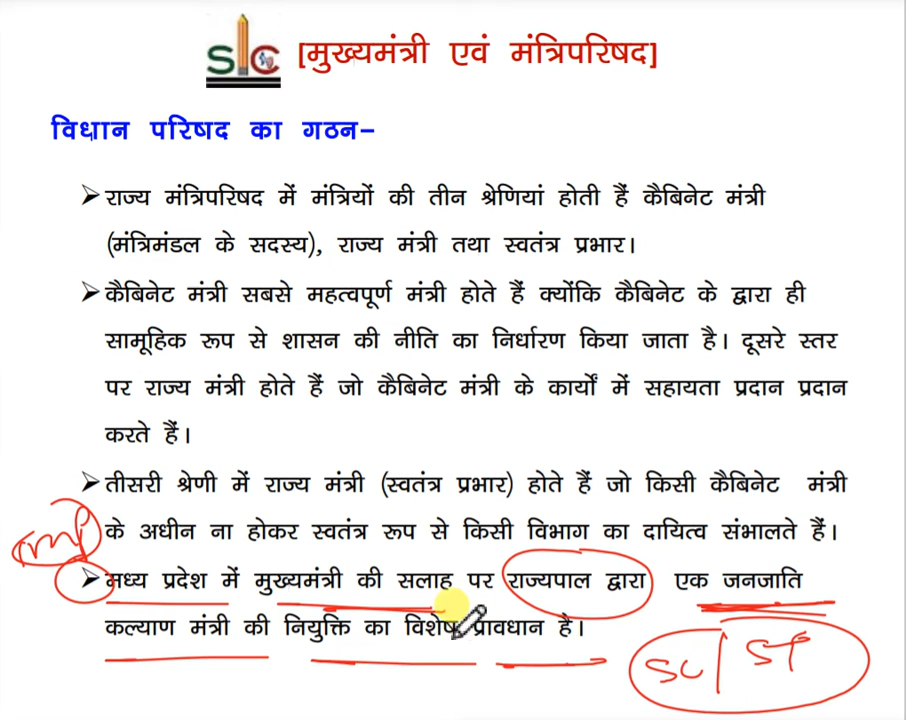 SIC [मुख्यमंत्री एवं मंत्रिपरिषद]
विधान परिषद का गठन–
➤राज्य मंत्रिपरिषद में मंत्रियों की तीन श्रेणियां होती हैं कैबिनेट मंत्री
(मंत्रिमंडल के सदस्य), राज्य मंत्री तथा स्वतंत्र प्रभार।
➤कैबिनेट मंत्री सबसे महत्वपूर्ण मंत्री होते हैं क्योंकि कैबिनेट के द्वारा ही
सामूहिक रूप से शासन की नीति का निर्धारण किया जाता है। दूसरे स्तर
पर राज्य मंत्री होते हैं जो कैबिनेट मंत्री के कार्यों में सहायता प्रदान प्रदान
करते हैं।
➤तीसरी श्रेणी में राज्य मंत्री (स्वतंत्र प्रभार) होते हैं जो किसी कैबिनेट मंत्री
के अधीन ना होकर स्वतंत्र रूप से किसी विभाग का दायित्व संभालते हैं।
imp
➤मध्य प्रदेश में मुख्यमंत्री की सलाह पर राज्यपाल द्वारा एक जनजाति
कल्याण मंत्री की नियुक्ति का विशेष प्रावधान है।
SC/ST